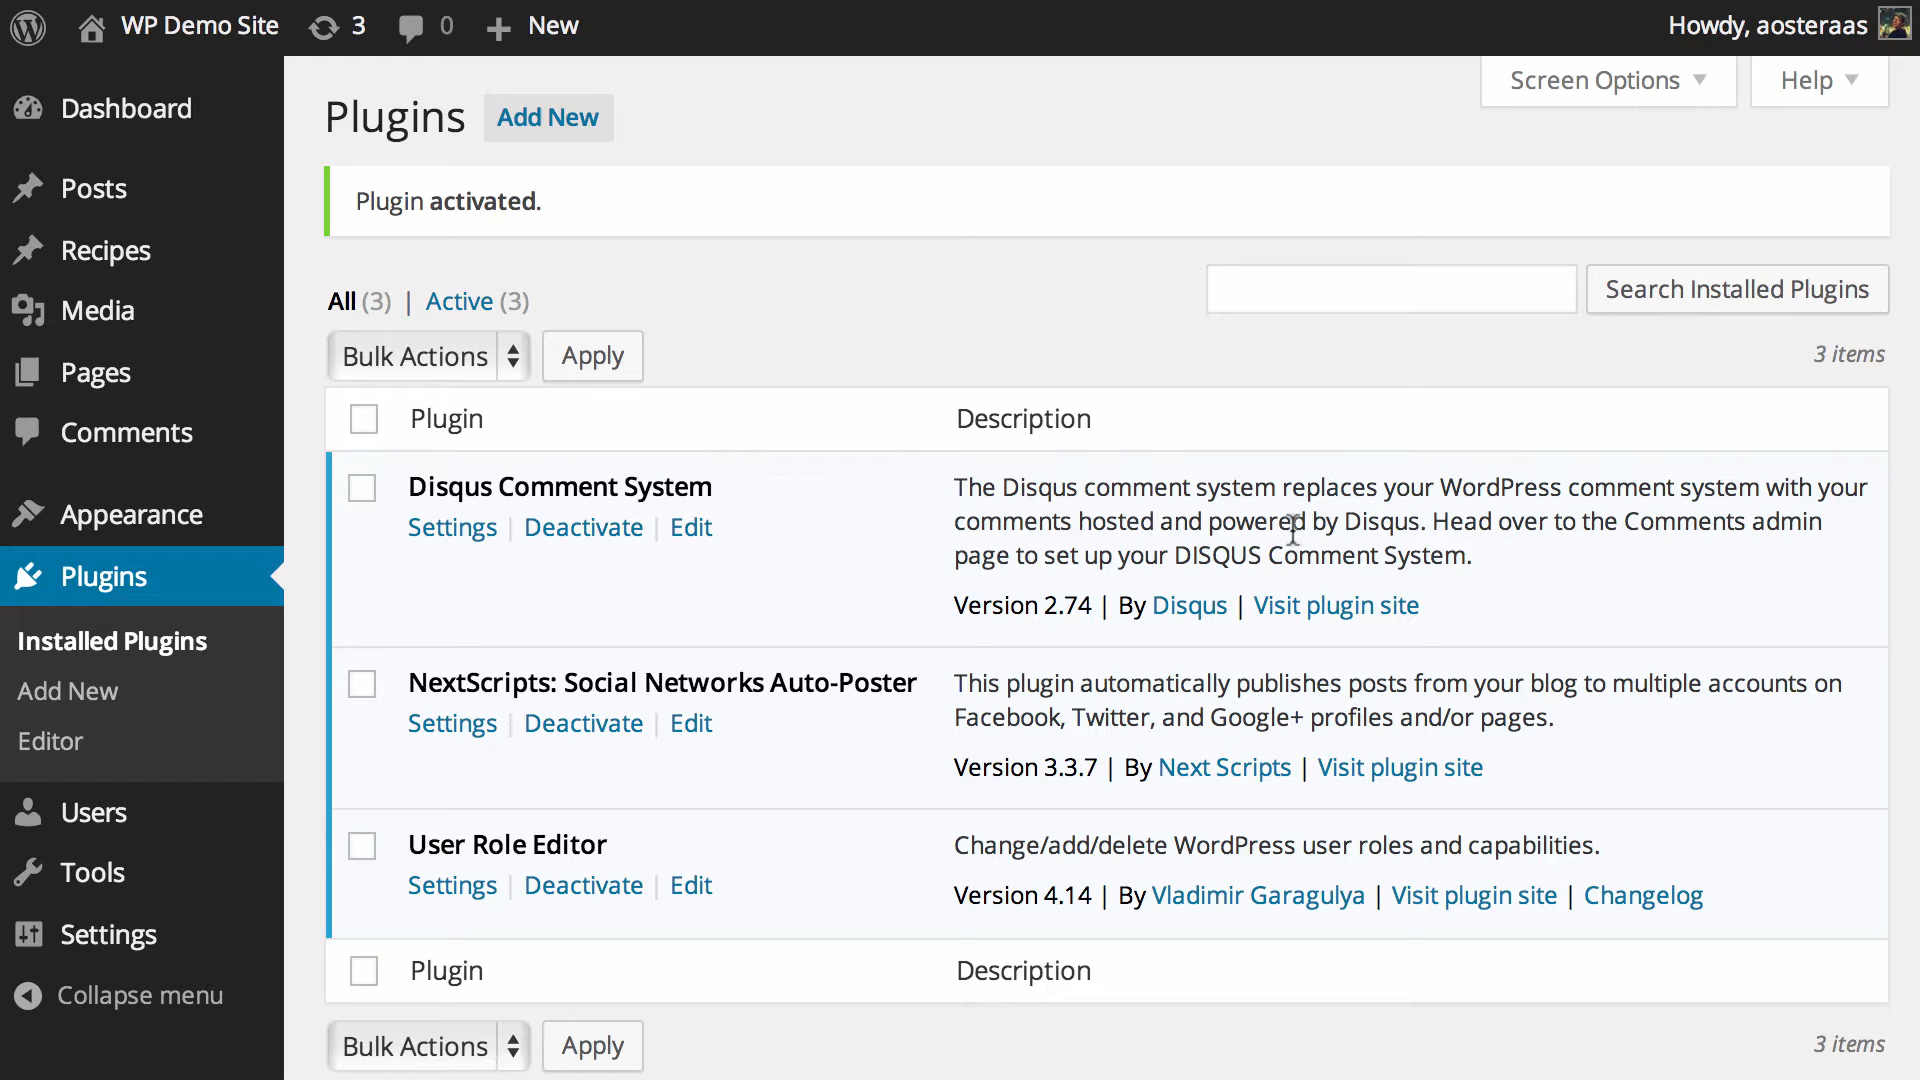 WP Demo Site 3 0 New Howdy, aosteraas
Screen Options Help
Dashboard
Posts
Recipes
Media
Pages
Comments
Appearance
Plugins
Installed Plugins
Add New
Editor
Users
Tools
Settings
Collapse menu
Plugins Add New
Plugin activated.
All (3) | Active (3)
Search Installed Plugins
Bulk Actions Apply 3 items
Plugin Description
Disqus Comment System
Settings | Deactivate | Edit
The Disqus comment system replaces your WordPress comment system with your
comments hosted and powered by Disqus. Head over to the Comments admin
page to set up your DISQUS Comment System.
Version 2.74 | By Disqus | Visit plugin site
NextScripts: Social Networks Auto-Poster
Settings | Deactivate | Edit
This plugin automatically publishes posts from your blog to multiple accounts on
Facebook, Twitter, and Google+ profiles and/or pages.
Version 3.3.7 | By Next Scripts | Visit plugin site
User Role Editor
Settings | Deactivate | Edit
Change/add/delete WordPress user roles and capabilities.
Version 4.14 | By Vladimir Garagulya | Visit plugin site | Changelog
Plugin Description
Bulk Actions Apply 3 items